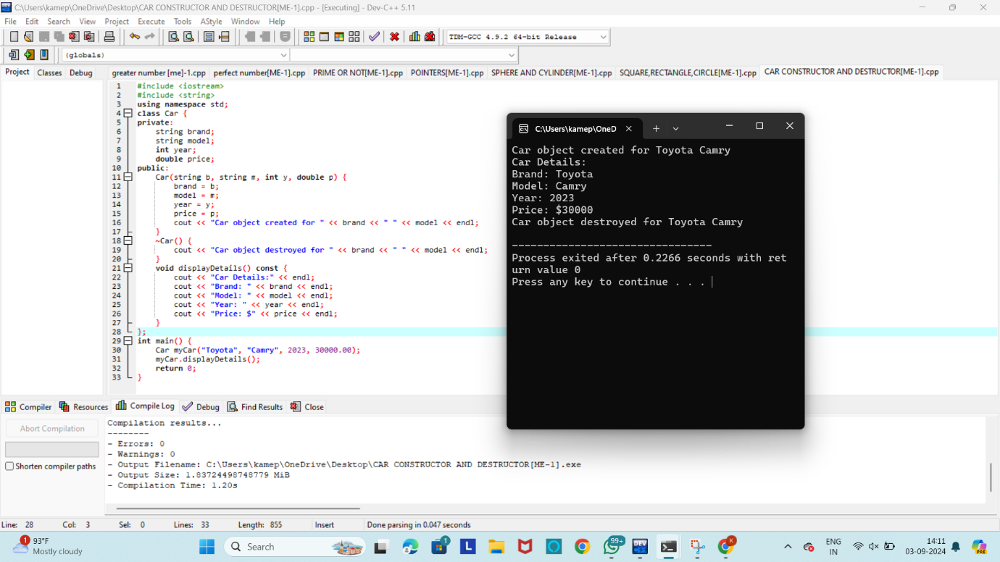 C:\Users\kamep\OneDrive\Desktop\CAR CONSTRUCTOR AND DESTRUCTOR[ME-1].cpp - [Executing] - Dev-C++ 5.11
File Edit Search View Project Execute Tools AStyle Window Help
TDM-GCC 4.9.2 64-bit Release
(globals)
Project Classes Debug
greater number [me]-1.cpp perfect number[ME-1].cpp PRIME OR NOT[ME-1].cpp POINTERS[ME-1].cpp SPHERE AND CYLINDER[ME-1].cpp SQUARE,RECTANGLE,CIRCLE[ME-1].cpp CAR CONSTRUCTOR AND DESTRUCTOR[ME-1].cpp
1 #include <iostream>
2 #include <string>
3 using namespace std;
4 class Car {
5 private:
6 string brand;
7 string model;
8 int year;
9 double price;
10 public:
11 Car(string b, string m, int y, double p) {
12 brand = b;
13 model = m;
14 year = y;
15 price = p;
16 cout << "Car object created for " << brand << " " << model << endl;
17 }
18 ~Car() {
19 cout << "Car object destroyed for " << brand << " " << model << endl;
20 }
21 void displayDetails() const {
22 cout << "Car Details:" << endl;
23 cout << "Brand: " << brand << endl;
24 cout << "Model: " << model << endl;
25 cout << "Year: " << year << endl;
26 cout << "Price: $" << price << endl;
27 }
28 };
29 int main() {
30 Car myCar("Toyota", "Camry", 2023, 30000.00);
31 myCar.displayDetails();
32 return 0;
33 }
C:\Users\kamep\OneD
Car object created for Toyota Camry
Car Details:
Brand: Toyota
Model: Camry
Year: 2023
Price: $30000
Car object destroyed for Toyota Camry
--------------------------------
Process exited after 0.2266 seconds with ret
urn value 0
Press any key to continue . . .
Compiler Resources Compile Log Debug Find Results Close
Abort Compilation
Shorten compiler paths
Compilation results...
--------
- Errors: 0
- Warnings: 0
- Output Filename: C:\Users\kamep\OneDrive\Desktop\CAR CONSTRUCTOR AND DESTRUCTOR[ME-1].exe
- Output Size: 1.83724498748779 MiB
- Compilation Time: 1.20s
Line: 28 Col: 3 Sel: 0 Lines: 33 Length: 855 Insert Done parsing in 0.047 seconds
1
93°F
Mostly cloudy
Search
1
L
99+
DEV
K
ENG
IN
14:11
03-09-2024
PRE